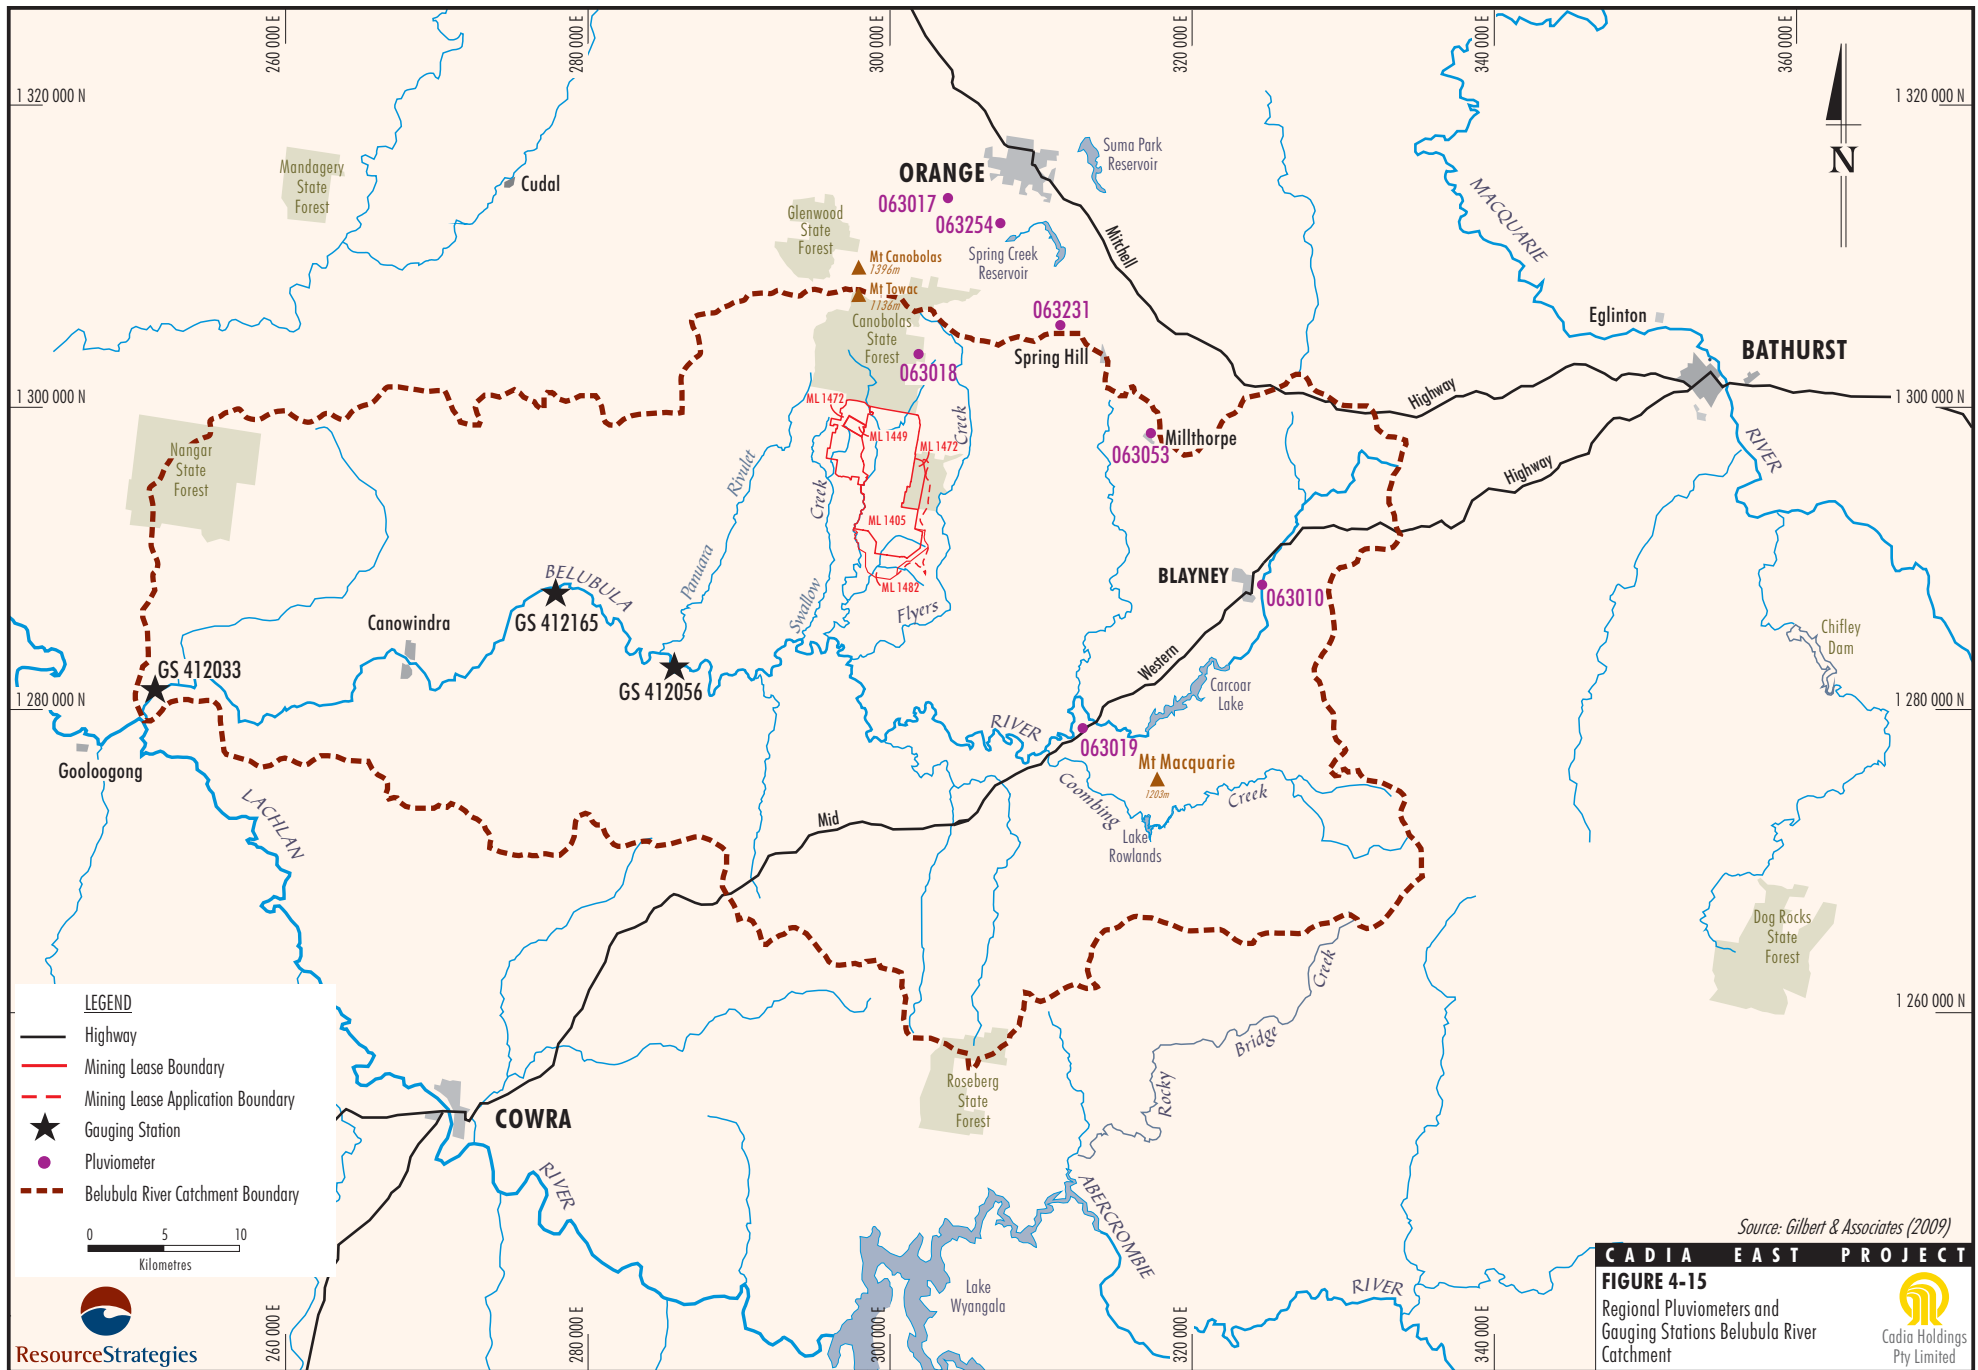 260 000 E
280 000 E
300 000 E
320 000 E
340 000 E
360 000 E
1 320 000 N
1 320 000 N
Mandagery
State
Forest
Cudal
ORANGE
Suma Park
Reservoir
N
063017
063254
Glenwood
State
Forest
Mt Canobolas
1396m
Spring Creek
Reservoir
Mitchell
MACQUARIE
Mt Towac
1136m
Canobolas
State
Forest
063231
Spring Hill
063018
Eglinton
BATHURST
1 300 000 N
1 300 000 N
Highway
ML 1472
ML 1449
ML 1472
Creek
Millthorpe
063053
Nangar
State
Forest
Rivulet
Creek
Highway
RIVER
ML 1405
Panuara
BELUBULA
ML 1482
Swallow
Flyers
BLAYNEY
063010
GS 412165
Canowindra
Chifley
Dam
GS 412033
GS 412056
Western
Carcoar
Lake
1 280 000 N
1 280 000 N
RIVER
063019
Gooloogong
Mt Macquarie
1203m
LACHLAN
Mid
Coombing
Creek
Lake
Rowlands
Dog Rocks
State
Forest
Creek
1 260 000 N
Bridge
Rocky
Roseberg
State
Forest
COWRA
RIVER
ABERCROMBIE
RIVER
Lake
Wyangala
LEGEND
Highway
Mining Lease Boundary
Mining Lease Application Boundary
Gauging Station
Pluviometer
Belubula River Catchment Boundary
0 5 10
Kilometres
ResourceStrategies
260 000 E
280 000 E
300 000 E
320 000 E
340 000 E
Source: Gilbert & Associates (2009)
CADIA EAST PROJECT
FIGURE 4-15
Regional Pluviometers and
Gauging Stations Belubula River
Catchment
Cadia Holdings
Pty Limited